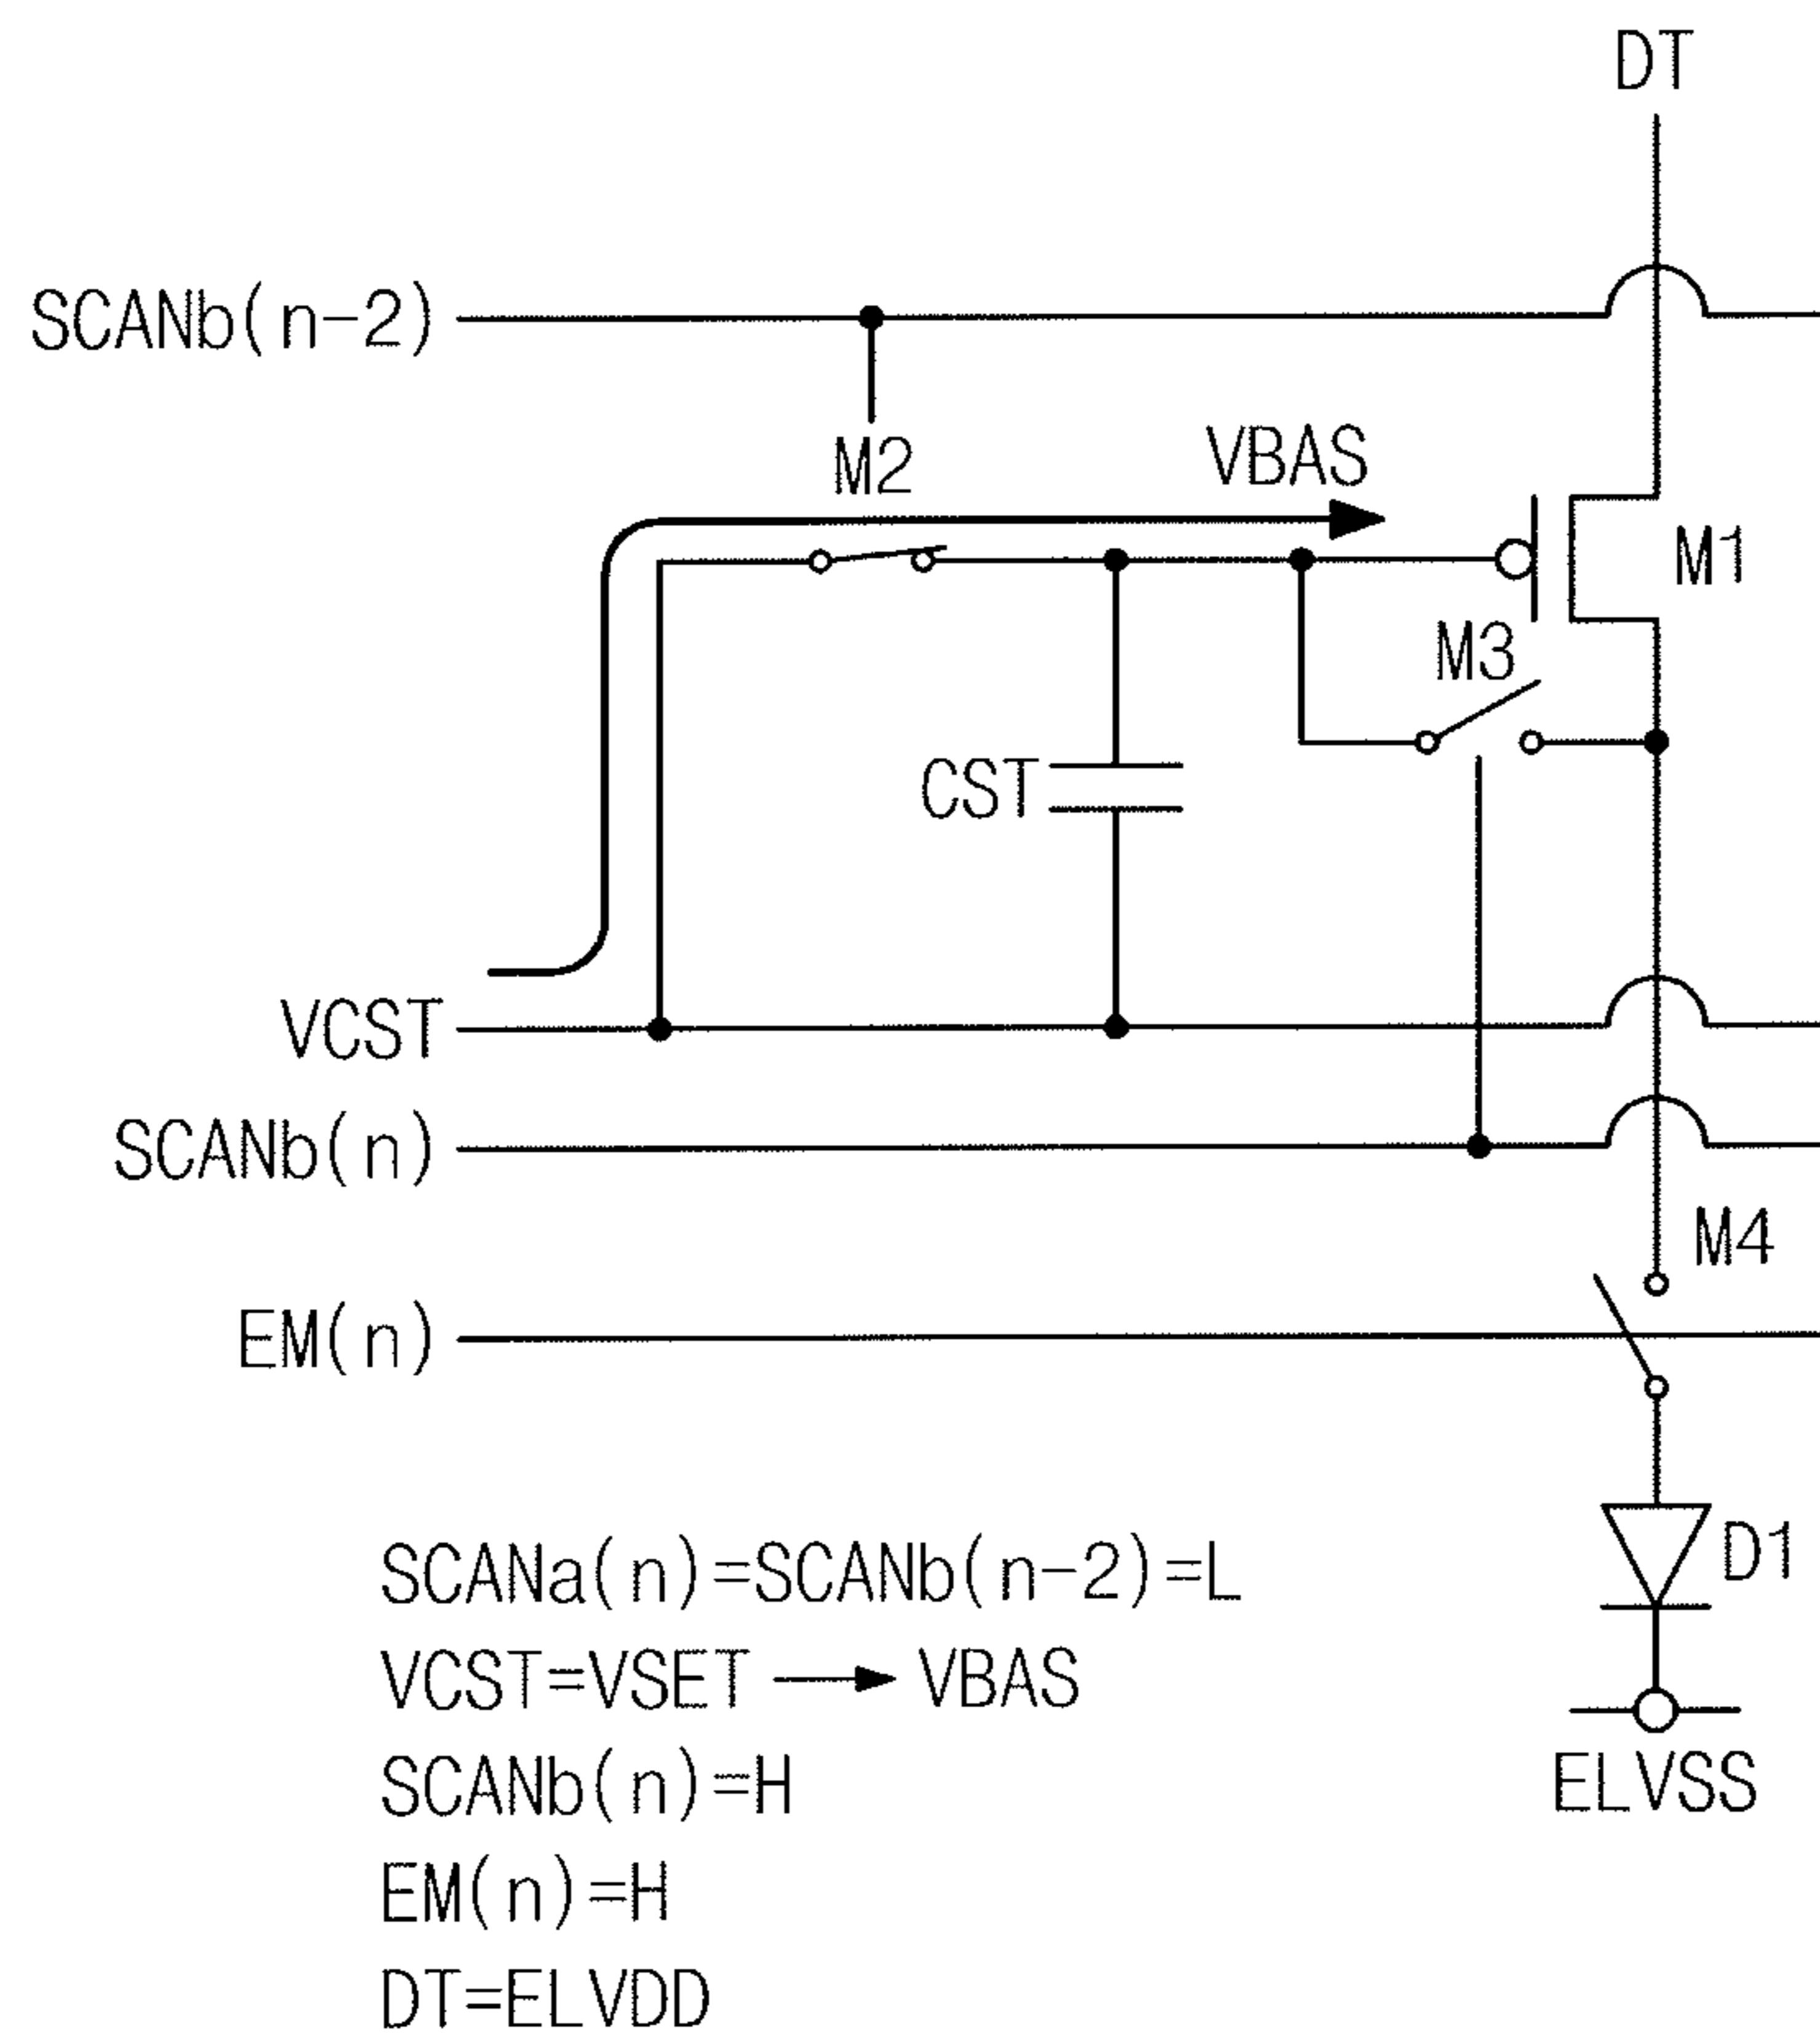 DT
SCANb(n-2)
M2
VBAS
M1
M3
CST
VCST
SCANb(n)
M4
EM(n)
D1
SCANa(n)=SCANb(n-2)=L
VCST=VSET → VBAS
SCANb(n)=H
ELVSS
EM(n)=H
DT=ELVDD